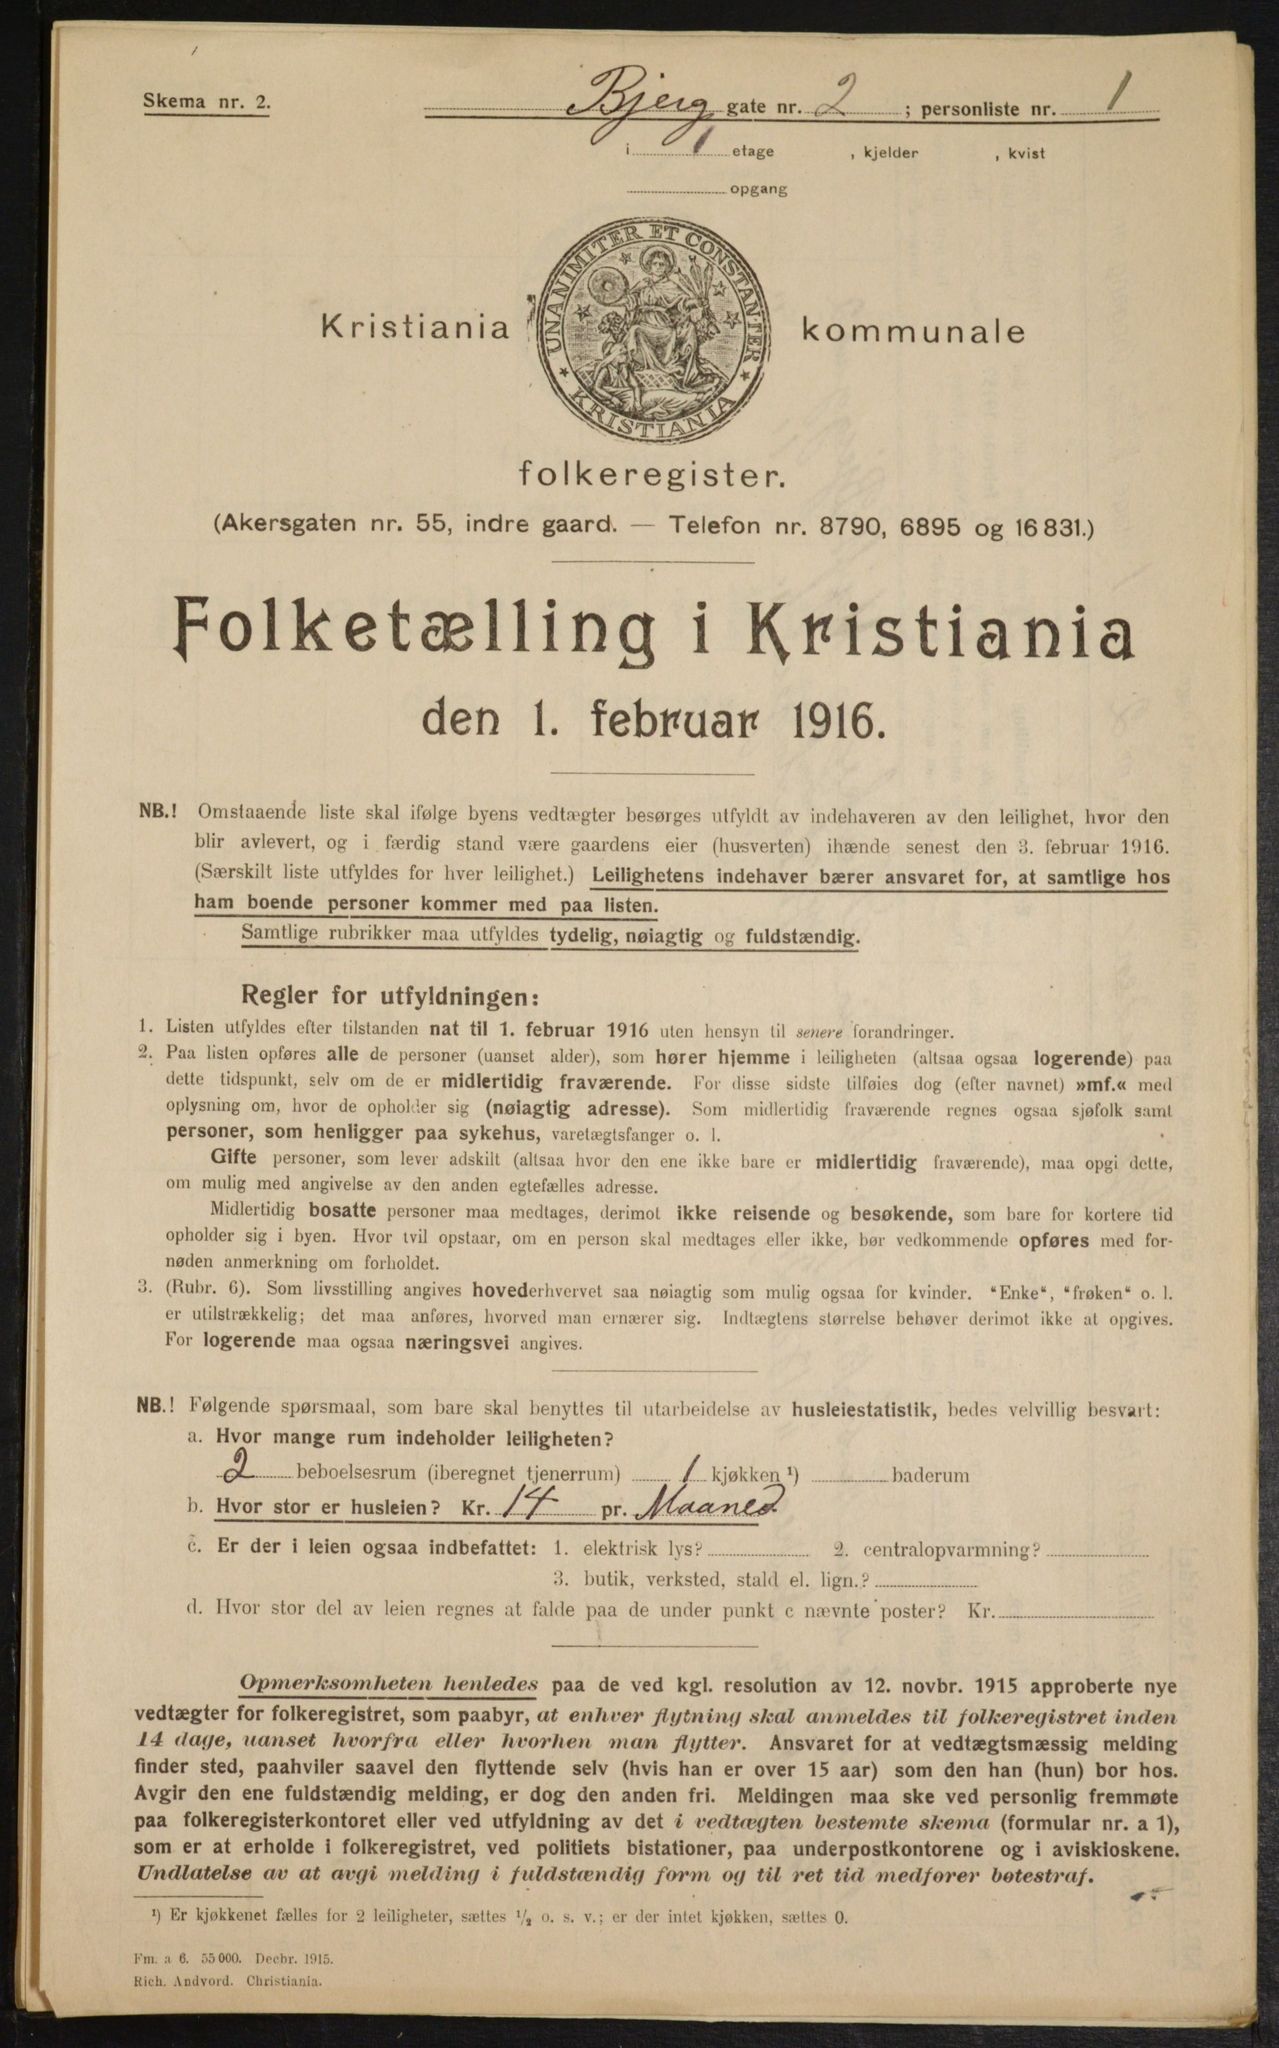 Skema nr. 2.
Bjerg gate nr. 2 ; personliste nr. 1
i 1 etage , kjelder , kvist
opgang
UNANIMITER ET CONSTANTER
KRISTIANIA
Kristiania kommunale
folkeregister.
(Akersgaten nr. 55, indre gaard. — Telefon nr. 8790, 6895 og 16831.)
Folketælling i Kristiania
den 1. februar 1916.
NB.! Omstaaende liste skal ifølge byens vedtægter besørges utfyldt av indehaveren av den leilighet, hvor den
blir avlevert, og i færdig stand være gaardens eier (husverten) ihænde senest den 3. februar 1916.
(Særskilt liste utfyldes for hver leilighet.) Leilighetens indehaver bærer ansvaret for, at samtlige hos
ham boende personer kommer med paa listen.
Samtlige rubrikker maa utfyldes tydelig, nøiagtig og fuldstændig.
Regler for utfyldningen:
1. Listen utfyldes efter tilstanden nat til 1. februar 1916 uten hensyn til senere forandringer.
2. Paa listen opføres alle de personer (uanset alder), som hører hjemme i leiligheten (altsaa ogsaa logerende) paa
dette tidspunkt, selv om de er midlertidig fraværende. For disse sidste tilføies dog (efter navnet) »mf.« med
oplysning om, hvor de opholder sig (nøiagtig adresse). Som midlertidig fraværende regnes ogsaa sjøfolk samt
personer, som henligger paa sykehus, varetægtsfanger o. l.
Gifte personer, som lever adskilt (altsaa hvor den ene ikke bare er midlertidig fraværende), maa opgi dette,
om mulig med angivelse av den anden egtefælles adresse.
Midlertidig bosatte personer maa medtages, derimot ikke reisende og besøkende, som bare for kortere tid
opholder sig i byen. Hvor tvil opstaar, om en person skal medtages eller ikke, bør vedkommende opføres med for-
nøden anmerkning om forholdet.
3. (Rubr. 6). Som livsstilling angives hovederhvervet saa nøiagtig som mulig ogsaa for kvinder. "Enke", "frøken" o. l.
er utilstrækkelig; det maa anføres, hvorved man ernærer sig. Indtægtens størrelse behøver derimot ikke at opgives.
For logerende maa ogsaa næringsvei angives.
NB.! Følgende spørsmaal, som bare skal benyttes til utarbeidelse av husleiestatistik, bedes velvillig besvart:
a. Hvor mange rum indeholder leiligheten?
2 beboelsesrum (iberegnet tjenerrum) 1 kjøkken ¹) baderum
b. Hvor stor er husleien? Kr. 14 pr. Maaned
c. Er der i leien ogsaa indbefattet: 1. elektrisk lys? 2. centralopvarmning?
3. butik, verksted, stald el. lign.?
d. Hvor stor del av leien regnes at falde paa de under punkt c nævnte poster? Kr.
Opmerksomheten henledes paa de ved kgl. resolution av 12. novbr. 1915 approberte nye
vedtægter for folkeregistret, som paabyr, at enhver flytning skal anmeldes til folkeregistret inden
14 dage, uanset hvorfra eller hvorhen man flytter. Ansvaret for at vedtægtsmæssig melding
finder sted, paahviler saavel den flyttende selv (hvis han er over 15 aar) som den han (hun) bor hos.
Avgir den ene fuldstændig melding, er dog den anden fri. Meldingen maa ske ved personlig fremmøte
paa folkeregisterkontoret eller ved utfyldning av det i vedtægten bestemte skema (formular nr. a 1),
som er at erholde i folkeregistret, ved politiets bistationer, paa underpostkontorene og i aviskioskene.
Undlatelse av at avgi melding i fuldstændig form og til ret tid medfører bøtestraf.
¹) Er kjøkkenet fælles for 2 leiligheter, sættes ½ o. s. v.; er der intet kjøkken, sættes 0.
Fm. a 6. 55000. Decbr. 1915.
Rich. Andvord. Christiania.